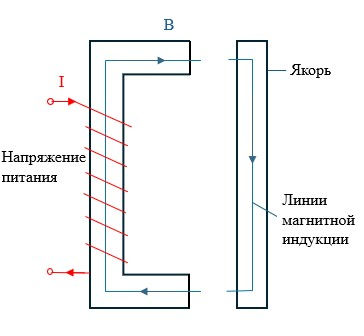 B
I
Якорь
Напряжение
питания
Линии
магнитной
индукции